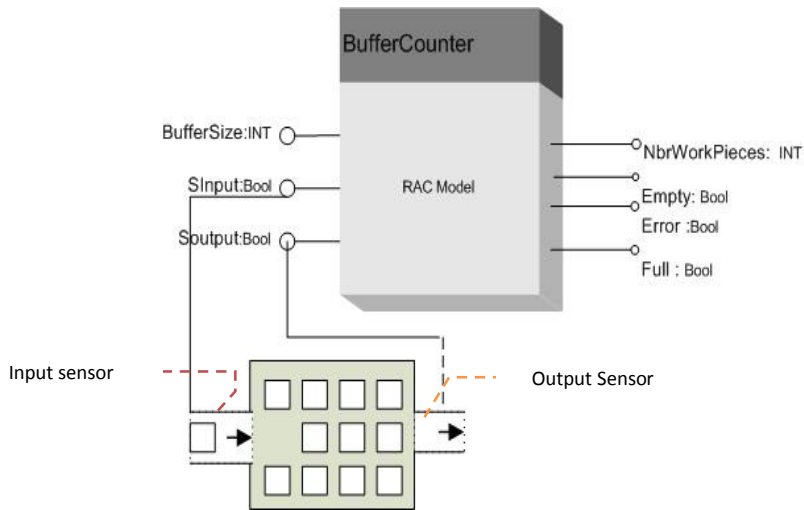 BufferCounter
BufferSize:INT
SInput:Bool
Soutput:Bool
RAC Model
NbrWorkPieces: INT
Empty: Bool
Error :Bool
Full : Bool
Input sensor
Output Sensor